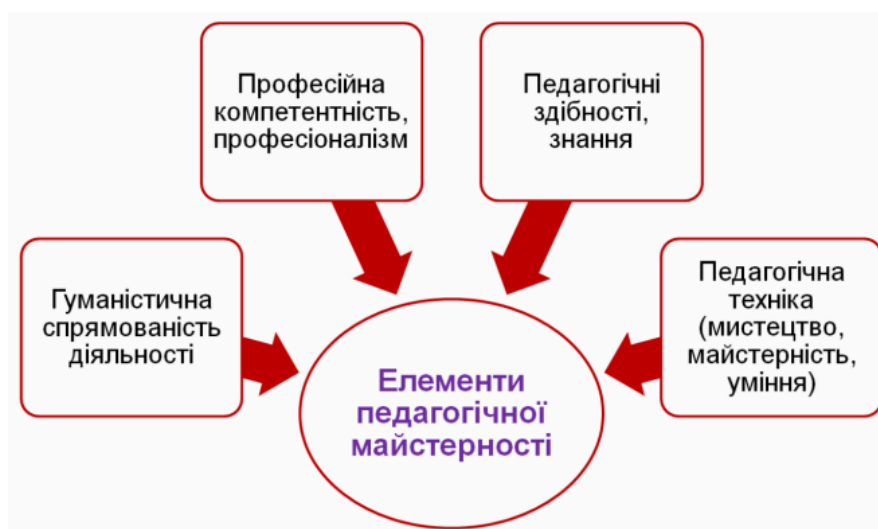 Професійна
компетентність,
професіоналізм
Педагогічні
здібності,
знання
Гуманістична
спрямованість
діяльності
Педагогічна
техніка
(мистецтво,
майстерність,
уміння)
Елементи
педагогічної
майстерності